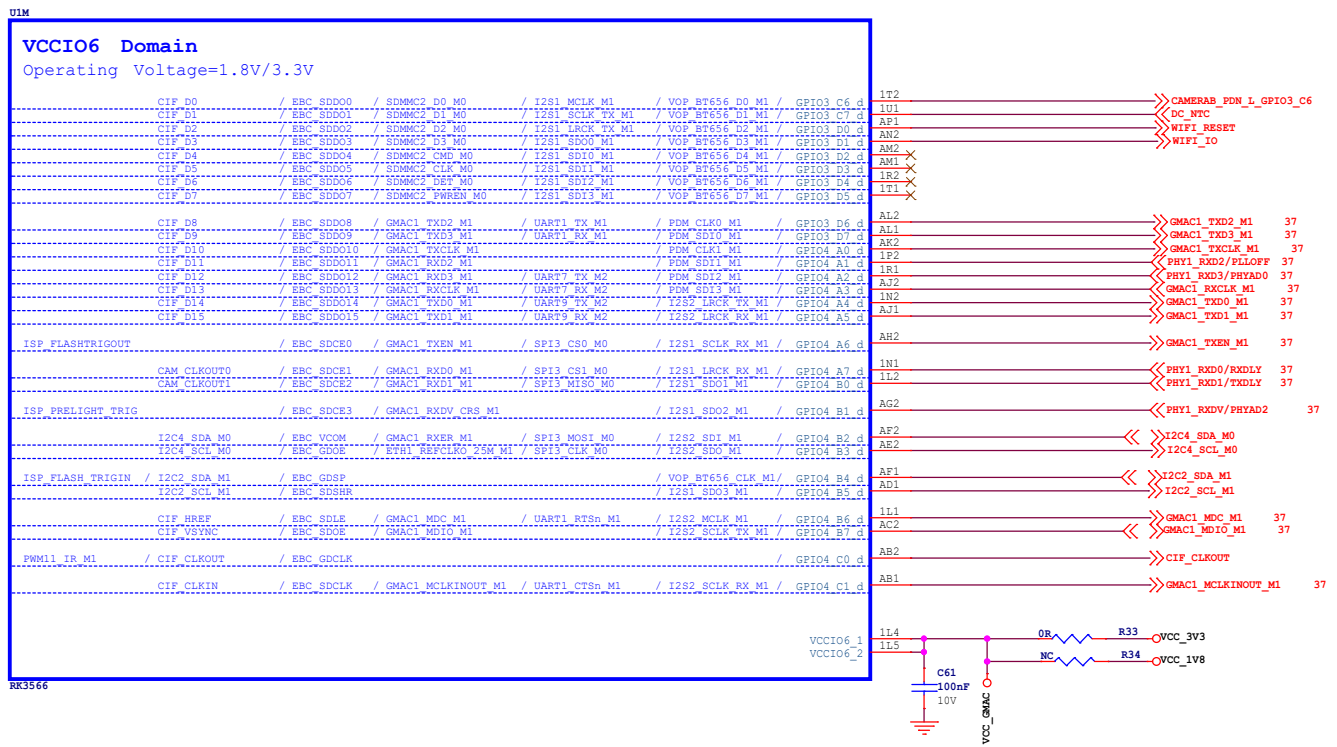 U1M
VCCIO6 Domain
Operating Voltage=1.8V/3.3V
CIF_D0 / EBC_SDDO0 / SDMMC2_D0_M0 / I2S1_MCLK_M1 / VOP_BT656_D0_M1 / GPIO3_C6_d 1T2 CAMERAB_PDN_L_GPIO3_C6
CIF_D1 / EBC_SDDO1 / SDMMC2_D1_M0 / I2S1_SCLK_TX_M1 / VOP_BT656_D1_M1 / GPIO3_C7_d 1U1 DC_NTC
CIF_D2 / EBC_SDDO2 / SDMMC2_D2_M0 / I2S1_LRCK_TX_M1 / VOP_BT656_D2_M1 / GPIO3_D0_d AP1 WIFI_RESET
CIF_D3 / EBC_SDDO3 / SDMMC2_D3_M0 / I2S1_SDO0_M1 / VOP_BT656_D3_M1 / GPIO3_D1_d AN2 WIFI_IO
CIF_D4 / EBC_SDDO4 / SDMMC2_CMD_M0 / I2S1_SDI0_M1 / VOP_BT656_D4_M1 / GPIO3_D2_d AM2
CIF_D5 / EBC_SDDO5 / SDMMC2_CLK_M0 / I2S1_SDI1_M1 / VOP_BT656_D5_M1 / GPIO3_D3_d AM1
CIF_D6 / EBC_SDDO6 / SDMMC2_DET_M0 / I2S1_SDI2_M1 / VOP_BT656_D6_M1 / GPIO3_D4_d 1R2
CIF_D7 / EBC_SDDO7 / SDMMC2_PWREN_M0 / I2S1_SDI3_M1 / VOP_BT656_D7_M1 / GPIO3_D5_d 1T1
CIF_D8 / EBC_SDDO8 / GMAC1_TXD2_M1 / UART1_TX_M1 / PDM_CLK0_M1 / GPIO3_D6_d AL2 GMAC1_TXD2_M1 37
CIF_D9 / EBC_SDDO9 / GMAC1_TXD3_M1 / UART1_RX_M1 / PDM_SDI0_M1 / GPIO3_D7_d AL1 GMAC1_TXD3_M1 37
CIF_D10 / EBC_SDDO10 / GMAC1_TXCLK_M1 / PDM_CLK1_M1 / GPIO4_A0_d AK2 GMAC1_TXCLK_M1 37
CIF_D11 / EBC_SDDO11 / GMAC1_RXD2_M1 / PDM_SDI1_M1 / GPIO4_A1_d 1P2 PHY1_RXD2/PLLOFF 37
CIF_D12 / EBC_SDDO12 / GMAC1_RXD3_M1 / UART7_TX_M2 / PDM_SDI2_M1 / GPIO4_A2_d 1R1 PHY1_RXD3/PHYAD0 37
CIF_D13 / EBC_SDDO13 / GMAC1_RXCLK_M1 / UART7_RX_M2 / PDM_SDI3_M1 / GPIO4_A3_d AJ2 GMAC1_RXCLK_M1 37
CIF_D14 / EBC_SDDO14 / GMAC1_TXD0_M1 / UART9_TX_M2 / I2S2_LRCK_TX_M1 / GPIO4_A4_d 1N2 GMAC1_TXD0_M1 37
CIF_D15 / EBC_SDDO15 / GMAC1_TXD1_M1 / UART9_RX_M2 / I2S2_LRCK_RX_M1 / GPIO4_A5_d AJ1 GMAC1_TXD1_M1 37
ISP_FLASHTRIGOUT / EBC_SDCE0 / GMAC1_TXEN_M1 / SPI3_CS0_M0 / I2S1_SCLK_RX_M1 / GPIO4_A6_d AH2 GMAC1_TXEN_M1 37
CAM_CLKOUT0 / EBC_SDCE1 / GMAC1_RXD0_M1 / SPI3_CS1_M0 / I2S1_LRCK_RX_M1 / GPIO4_A7_d 1N1 PHY1_RXD0/RXDLY 37
CAM_CLKOUT1 / EBC_SDCE2 / GMAC1_RXD1_M1 / SPI3_MISO_M0 / I2S1_SDO1_M1 / GPIO4_B0_d 1L2 PHY1_RXD1/TXDLY 37
ISP_PRELIGHT_TRIG / EBC_SDCE3 / GMAC1_RXDV_CRS_M1 / I2S1_SDO2_M1 / GPIO4_B1_d AG2 PHY1_RXDV/PHYAD2 37
I2C4_SDA_M0 / EBC_VCOM / GMAC1_RXER_M1 / SPI3_MOSI_M0 / I2S2_SDI_M1 / GPIO4_B2_d AF2 I2C4_SDA_M0
I2C4_SCL_M0 / EBC_GDOE / ETH1_REFCLKO_25M_M1 / SPI3_CLK_M0 / I2S2_SDO_M1 / GPIO4_B3_d AE2 I2C4_SCL_M0
ISP_FLASH_TRIGIN / I2C2_SDA_M1 / EBC_GDSP / VOP_BT656_CLK_M1/ GPIO4_B4_d AF1 I2C2_SDA_M1
I2C2_SCL_M1 / EBC_SDSHR / I2S1_SDO3_M1 / GPIO4_B5_d AD1 I2C2_SCL_M1
CIF_HREF / EBC_SDLE / GMAC1_MDC_M1 / UART1_RTSn_M1 / I2S2_MCLK_M1 / GPIO4_B6_d 1L1 GMAC1_MDC_M1 37
CIF_VSYNC / EBC_SDOE / GMAC1_MDIO_M1 / I2S2_SCLK_TX_M1 / GPIO4_B7_d AC2 GMAC1_MDIO_M1 37
PWM11_IR_M1 / CIF_CLKOUT / EBC_GDCLK / GPIO4_C0_d AB2 CIF_CLKOUT
CIF_CLKIN / EBC_SDCLK / GMAC1_MCLKINOUT_M1 / UART1_CTSn_M1 / I2S2_SCLK_RX_M1 / GPIO4_C1_d AB1 GMAC1_MCLKINOUT_M1 37
VCCIO6_1 1L4 0R R33 VCC_3V3
VCCIO6_2 1L5 NC R34 VCC_1V8
C61
100nF
10V
VCC_GMAC
RK3566